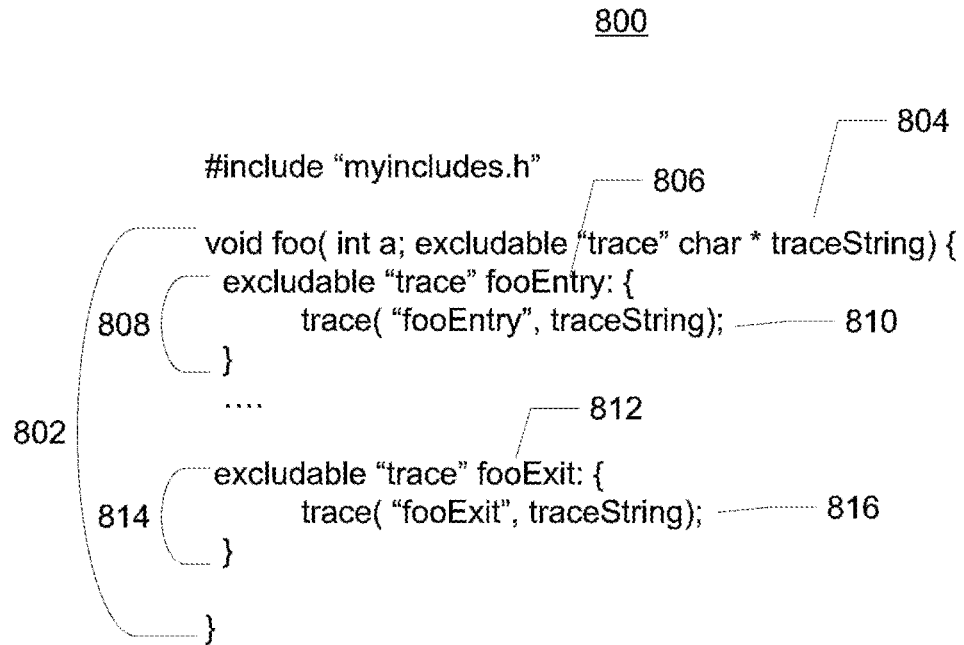 800
804
#include “myincludes.h”
806
void foo( int a; excludable “trace” char * traceString) {
excludable “trace” fooEntry: {
808
trace( “fooEntry”, traceString);
810
}
....
812
802
excludable “trace” fooExit: {
814
trace( “fooExit”, traceString);
816
}
}